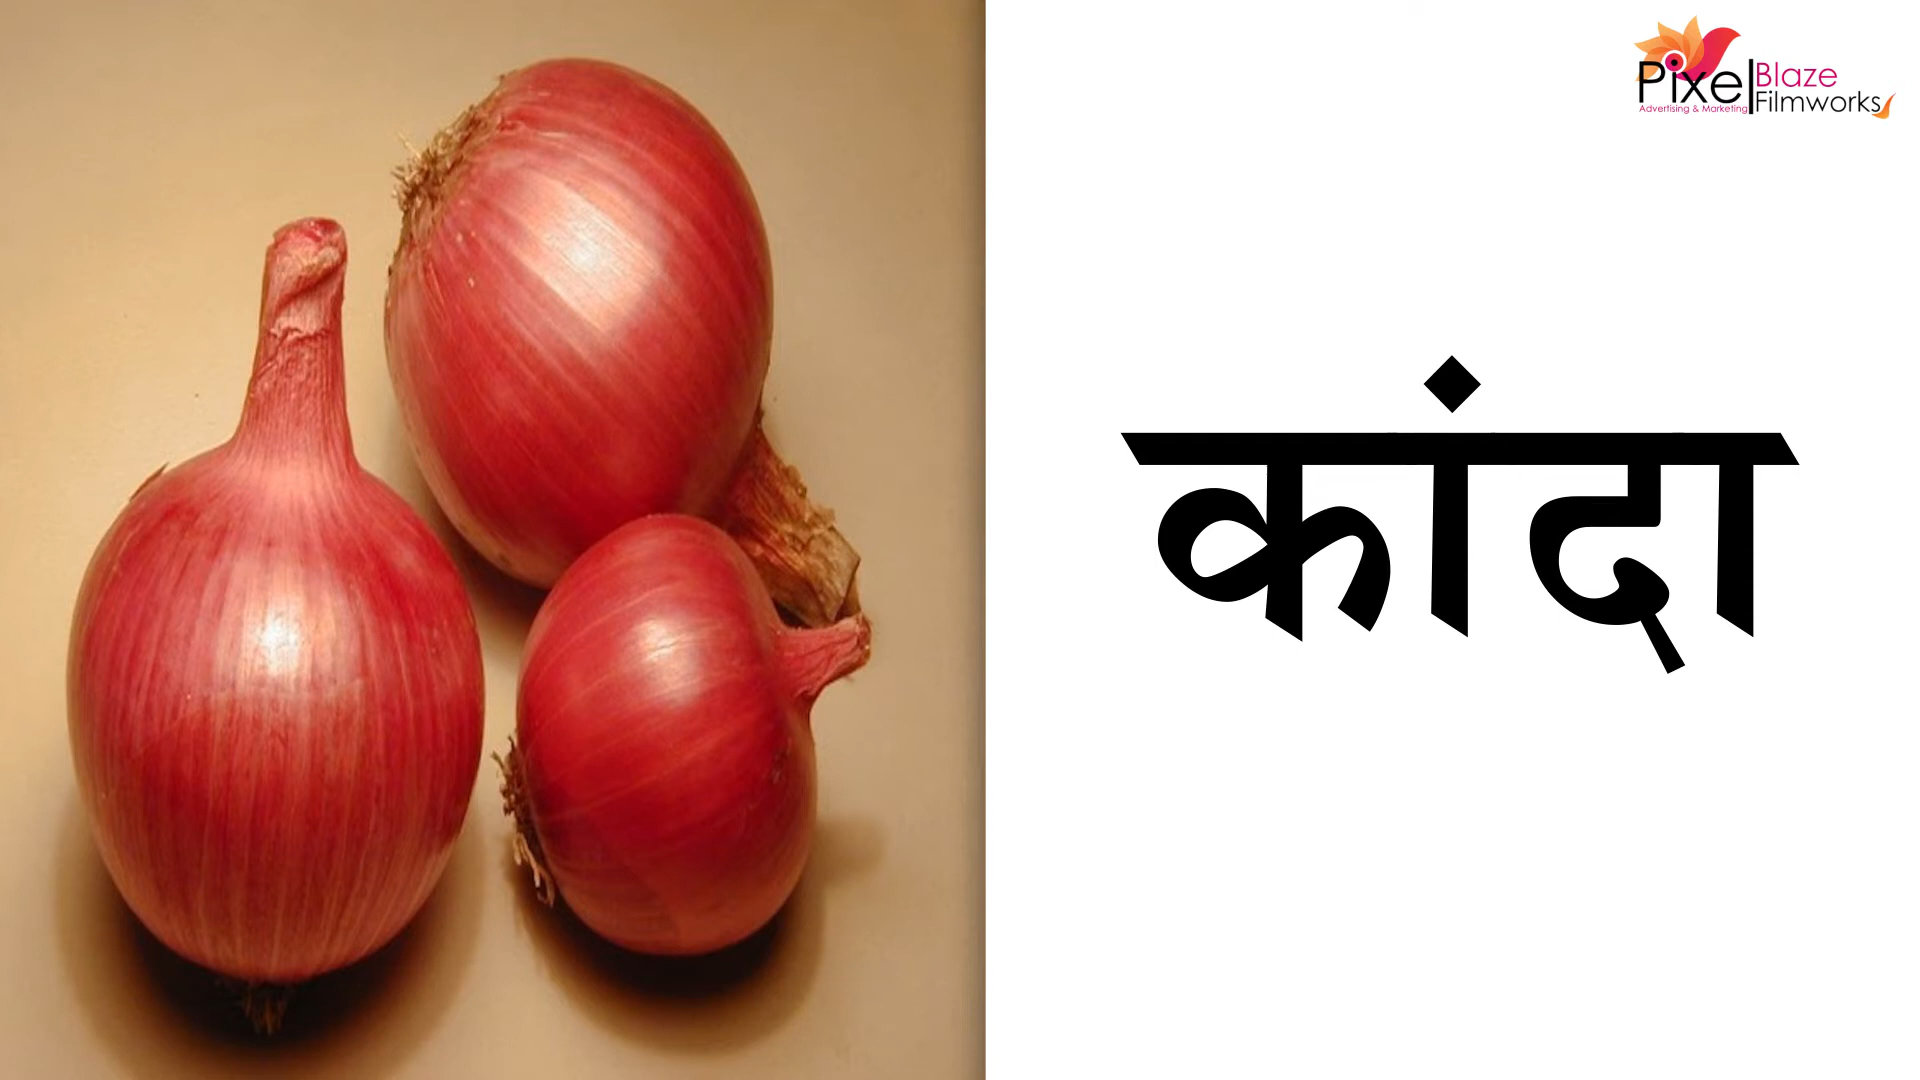 Pixel Blaze
Advertising & Marketing Filmworks
कांदा